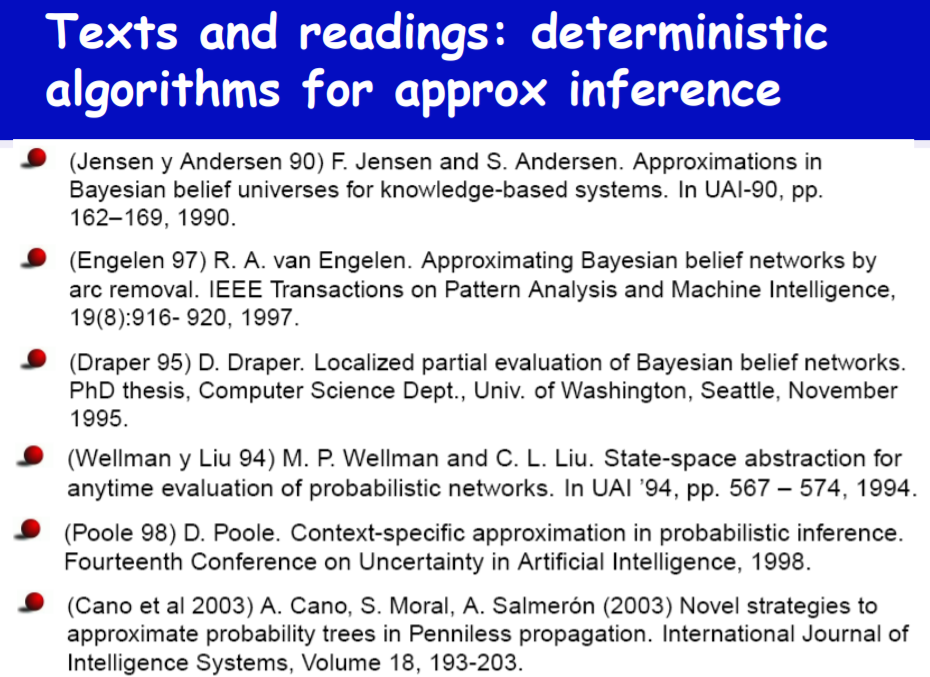 Texts and readings: deterministic
algorithms for approx inference
(Jensen y Andersen 90) F. Jensen and S. Andersen. Approximations in
Bayesian belief universes for knowledge-based systems. In UAI-90, pp.
162–169, 1990.
(Engelen 97) R. A. van Engelen. Approximating Bayesian belief networks by
arc removal. IEEE Transactions on Pattern Analysis and Machine Intelligence,
19(8):916- 920, 1997.
(Draper 95) D. Draper. Localized partial evaluation of Bayesian belief networks.
PhD thesis, Computer Science Dept., Univ. of Washington, Seattle, November
1995.
(Wellman y Liu 94) M. P. Wellman and C. L. Liu. State-space abstraction for
anytime evaluation of probabilistic networks. In UAI ’94, pp. 567 – 574, 1994.
(Poole 98) D. Poole. Context-specific approximation in probabilistic inference.
Fourteenth Conference on Uncertainty in Artificial Intelligence, 1998.
(Cano et al 2003) A. Cano, S. Moral, A. Salmerón (2003) Novel strategies to
approximate probability trees in Penniless propagation. International Journal of
Intelligence Systems, Volume 18, 193-203.